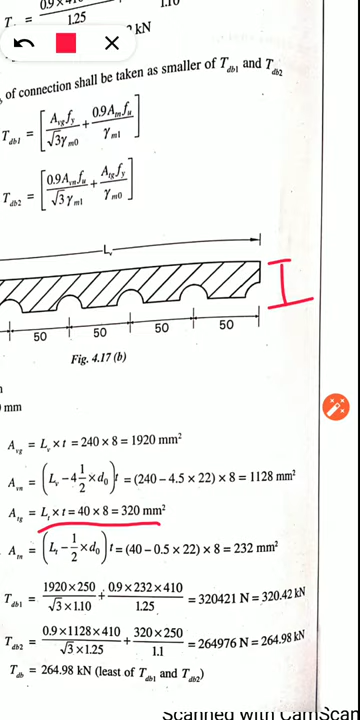 0.9×41
T = 1.25 1.10
kN
, of connection shall be taken as smaller of T_db1 and T_db2
T_db1 = [A_vg f_y / √3 γ_m0 + 0.9 A_tn f_u / γ_m1]
T_db2 = [0.9 A_vn f_u / √3 γ_m1 + A_tg f_y / γ_m0]
L_v
50 50 50 50
Fig. 4.17 (b)
mm
A_vg = L_v × t = 240 × 8 = 1920 mm²
A_vn = (L_v − 4 1/2 × d_0) t = (240 − 4.5 × 22) × 8 = 1128 mm²
A_tg = L_t × t = 40 × 8 = 320 mm²
A_tn = (L_t − 1/2 × d_0) t = (40 − 0.5 × 22) × 8 = 232 mm²
T_db1 = 1920×250 / √3×1.10 + 0.9×232×410 / 1.25 = 320421 N = 320.42 kN
T_db2 = 0.9×1128×410 / √3×1.25 + 320×250 / 1.1 = 264976 N = 264.98 kN
T_db = 264.98 kN (least of T_db1 and T_db2)
Scanned with CamScan